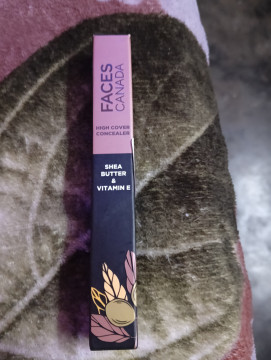 FACES
CANADA
HIGH COVER
CONCEALER
SHEA
BUTTER
&
VITAMIN E